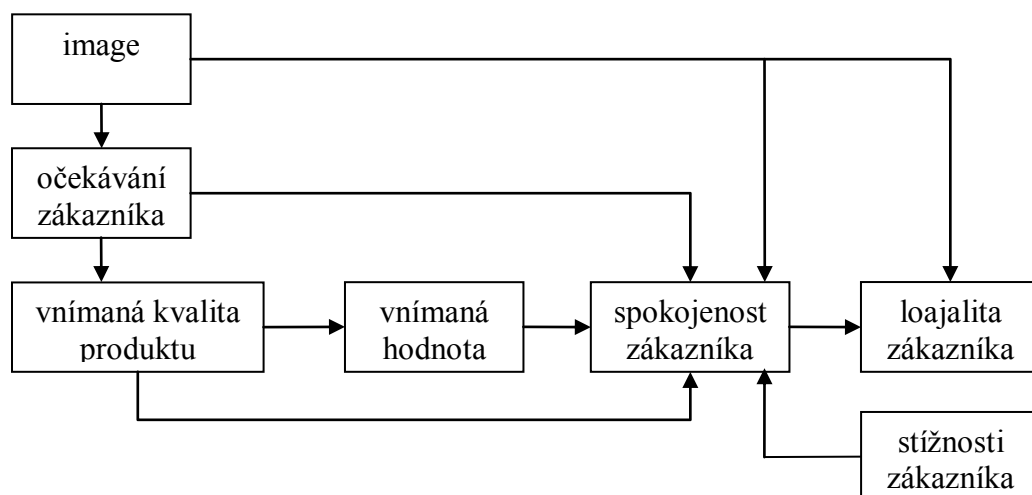 image
očekávání
zákazníka
vnímaná kvalita
produktu
vnímaná
hodnota
spokojenost
zákazníka
loajalita
zákazníka
stížnosti
zákazníka